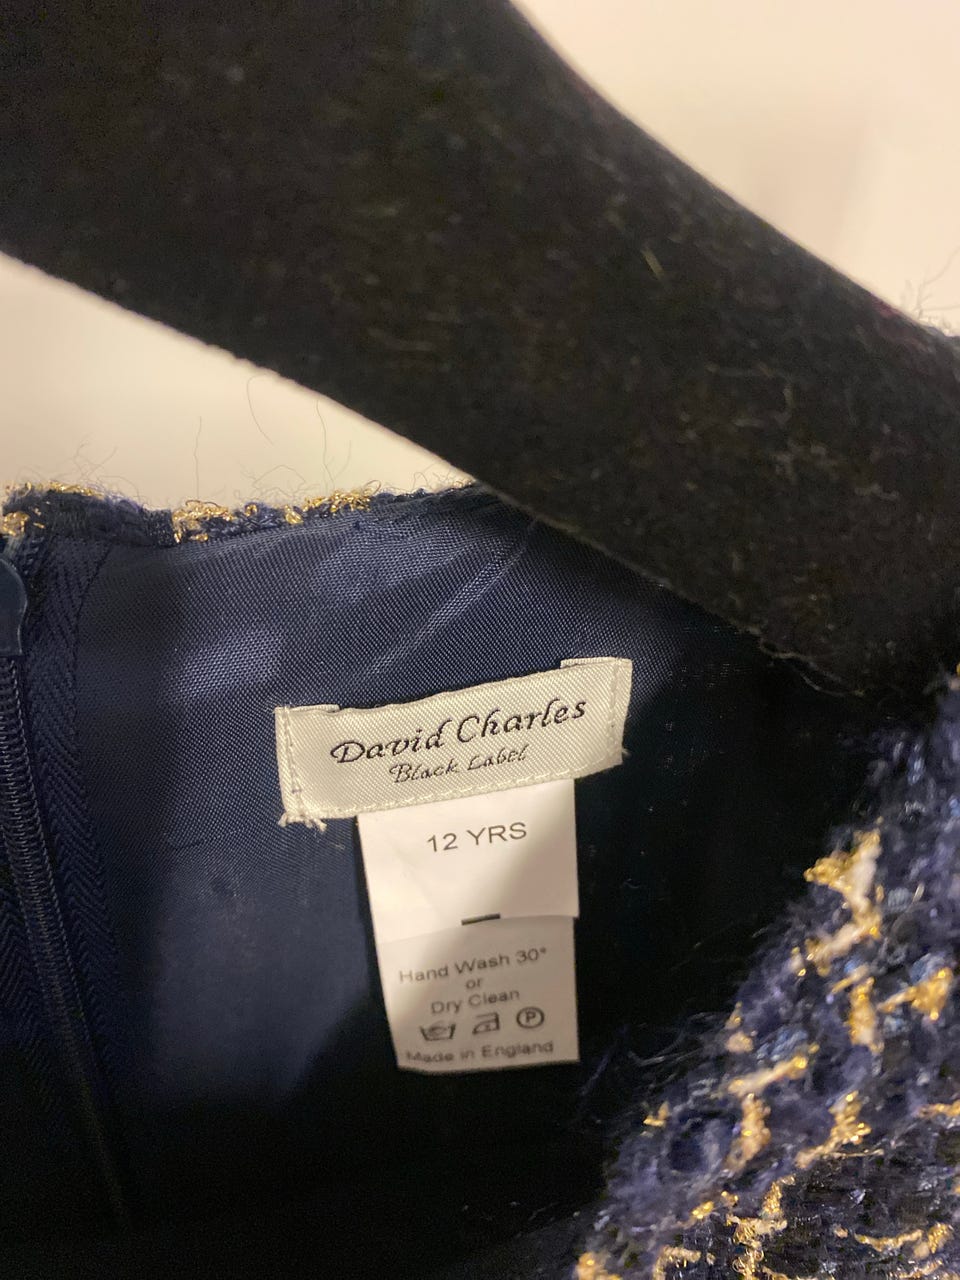 David Charles
Black Label
12 YRS
Hand Wash 30°
or
Dry Clean
P
Made in England